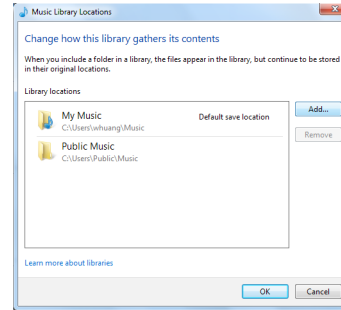 Music Library Locations
Change how this library gathers its contents
When you include a folder in a library, the files appear in the library, but continue to be stored
in their original locations.
Library locations
My Music
Default save location
C:\Users\whuang\Music
Public Music
C:\Users\Public\Music
Add...
Remove
Learn more about libraries
OK
Cancel